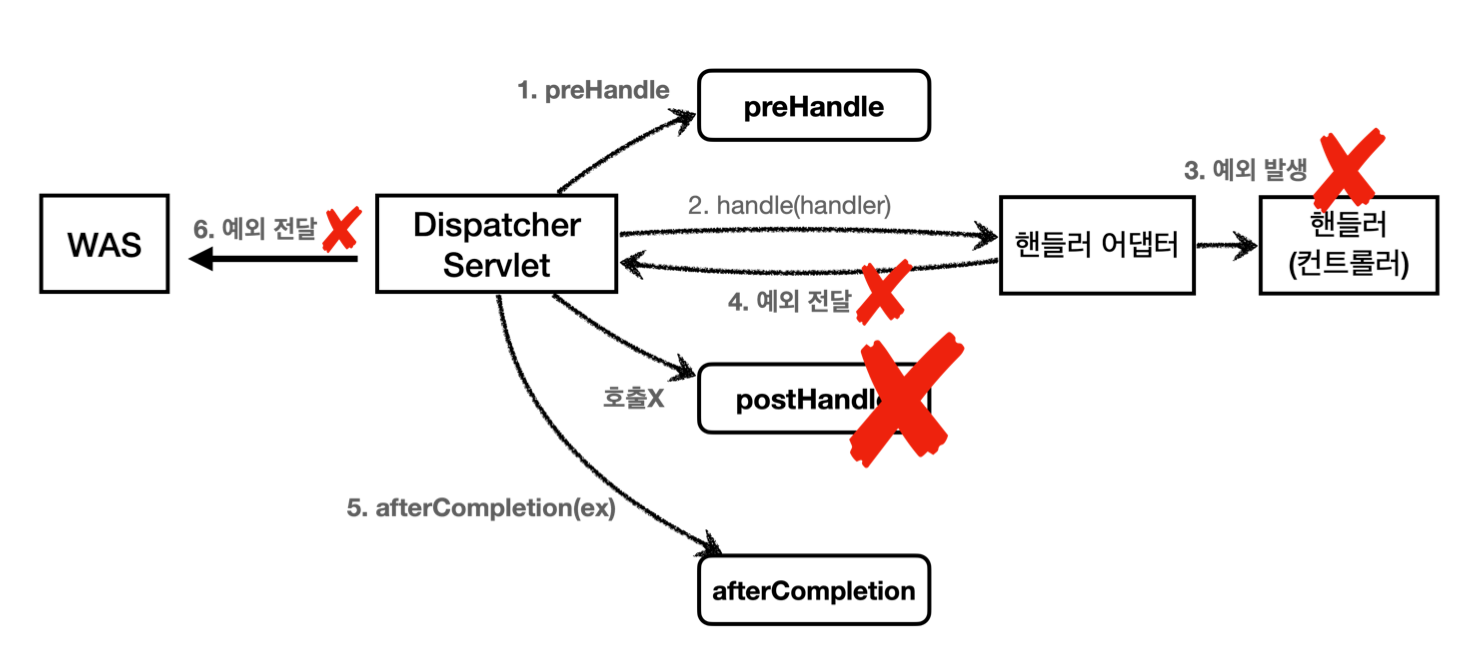 1. preHandle
preHandle
3. 예외 발생
WAS
6. 예외 전달
Dispatcher
Servlet
2. handle(handler)
핸들러 어댑터
핸들러
(컨트롤러)
4. 예외 전달
호출X
postHandle
5. afterCompletion(ex)
afterCompletion